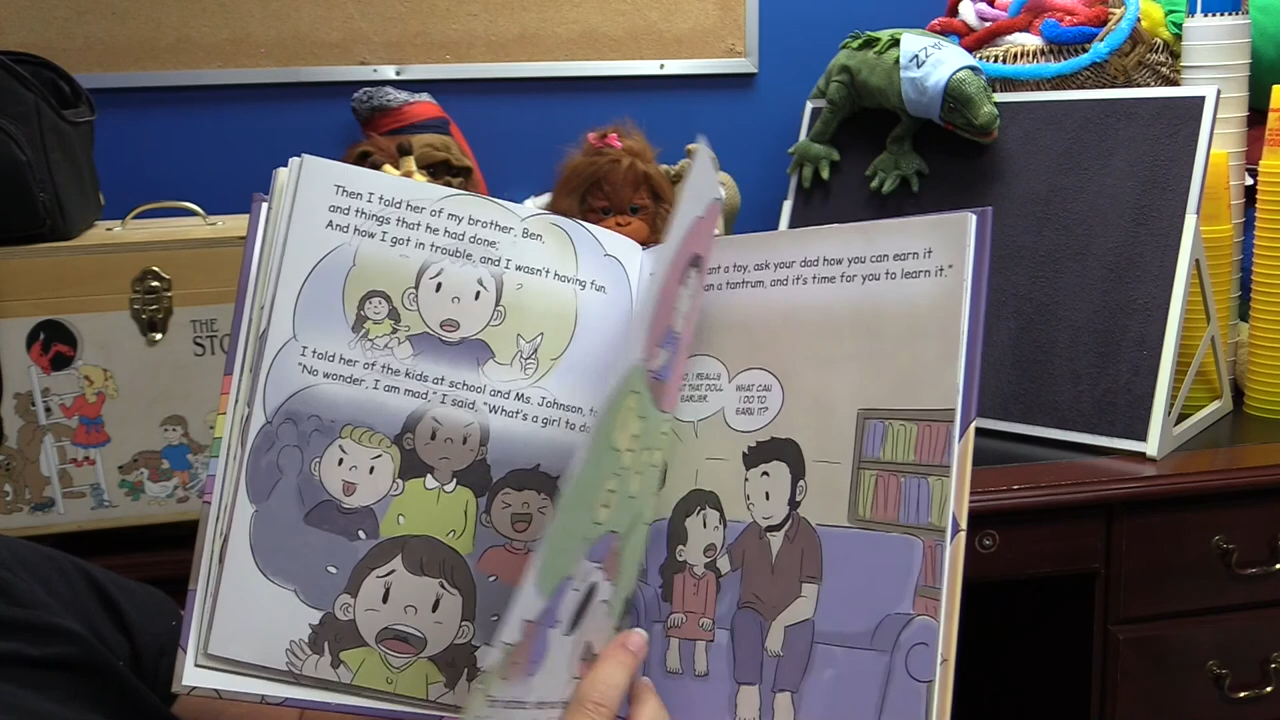 Then I told her of my brother, Ben,
and things that he had done;
And how I got in trouble, and I wasn't having fun.
I told her of the kids at school and Ms. Johnson,
"No wonder, I am mad," I said, "What's a girl to
a toy, ask your dad how you can earn it
a tantrum, and it's time for you to learn it."
I REALLY
THAT DOLL
EARLIER.
WHAT CAN
I DO TO
EARN IT?
JAZZ
THE